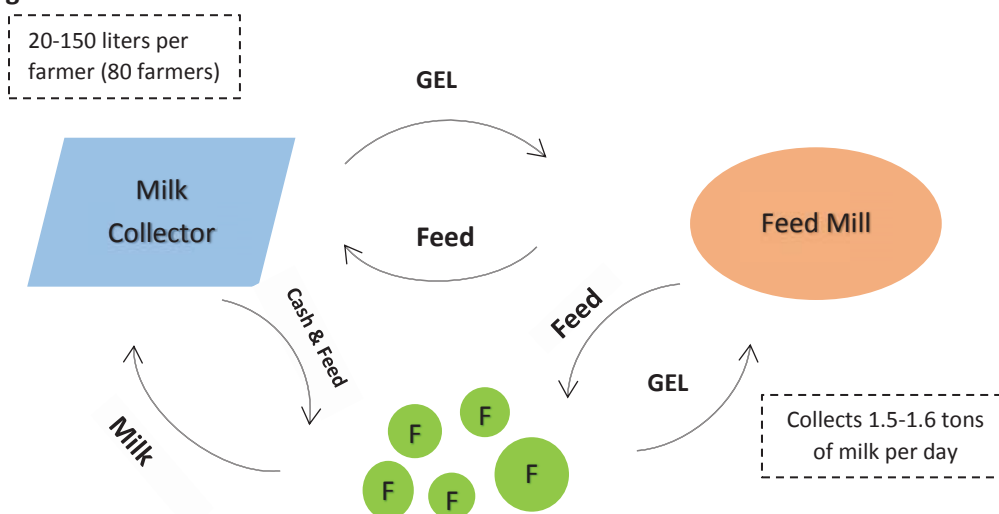 g
20-150 liters per
farmer (80 farmers)
GEL
Milk
Collector
Feed
Feed Mill
Cash & Feed
Feed
GEL
Milk
Collects 1.5-1.6 tons
of milk per day
F
F
F
F
F